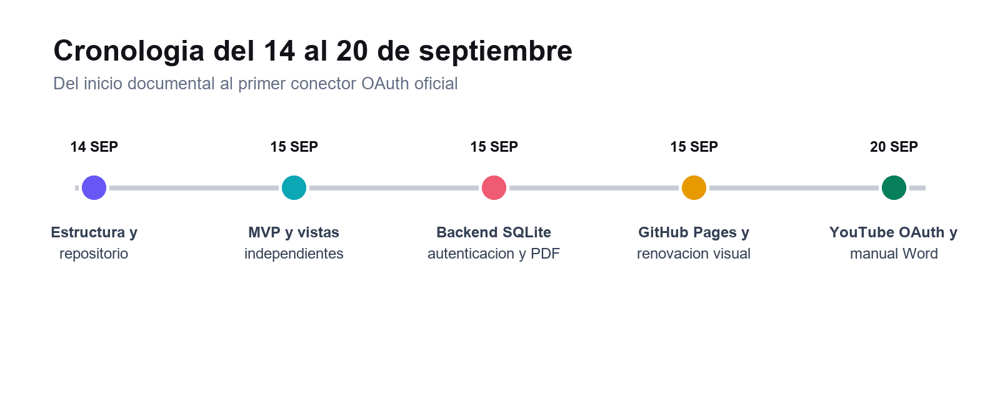 Cronologia del 14 al 20 de septiembre
Del inicio documental al primer conector OAuth oficial
14 SEP
Estructura y
repositorio
15 SEP
MVP y vistas
independientes
15 SEP
Backend SQLite
autenticacion y PDF
15 SEP
GitHub Pages y
renovacion visual
20 SEP
YouTube OAuth y
manual Word